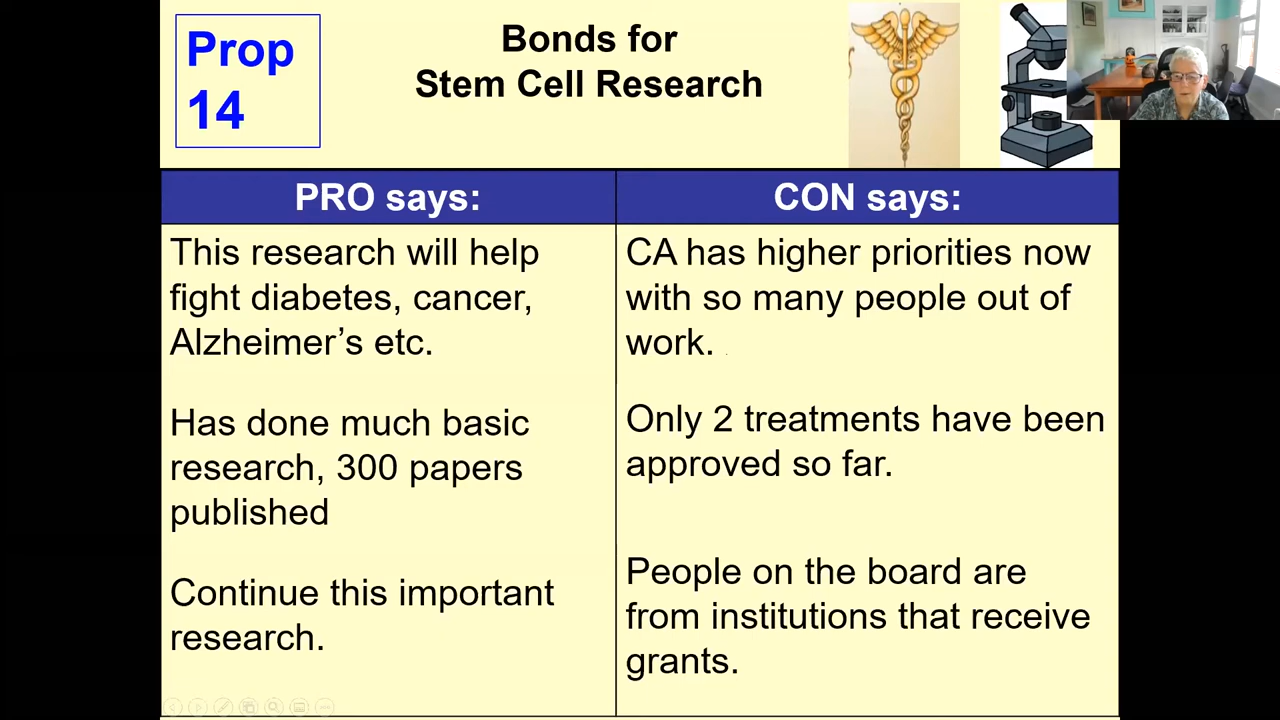 Prop
14
Bonds for
Stem Cell Research
PRO says:
CON says:
This research will help
fight diabetes, cancer,
Alzheimer’s etc.
Has done much basic
research, 300 papers
published
Continue this important
research.
CA has higher priorities now
with so many people out of
work.
Only 2 treatments have been
approved so far.
People on the board are
from institutions that receive
grants.